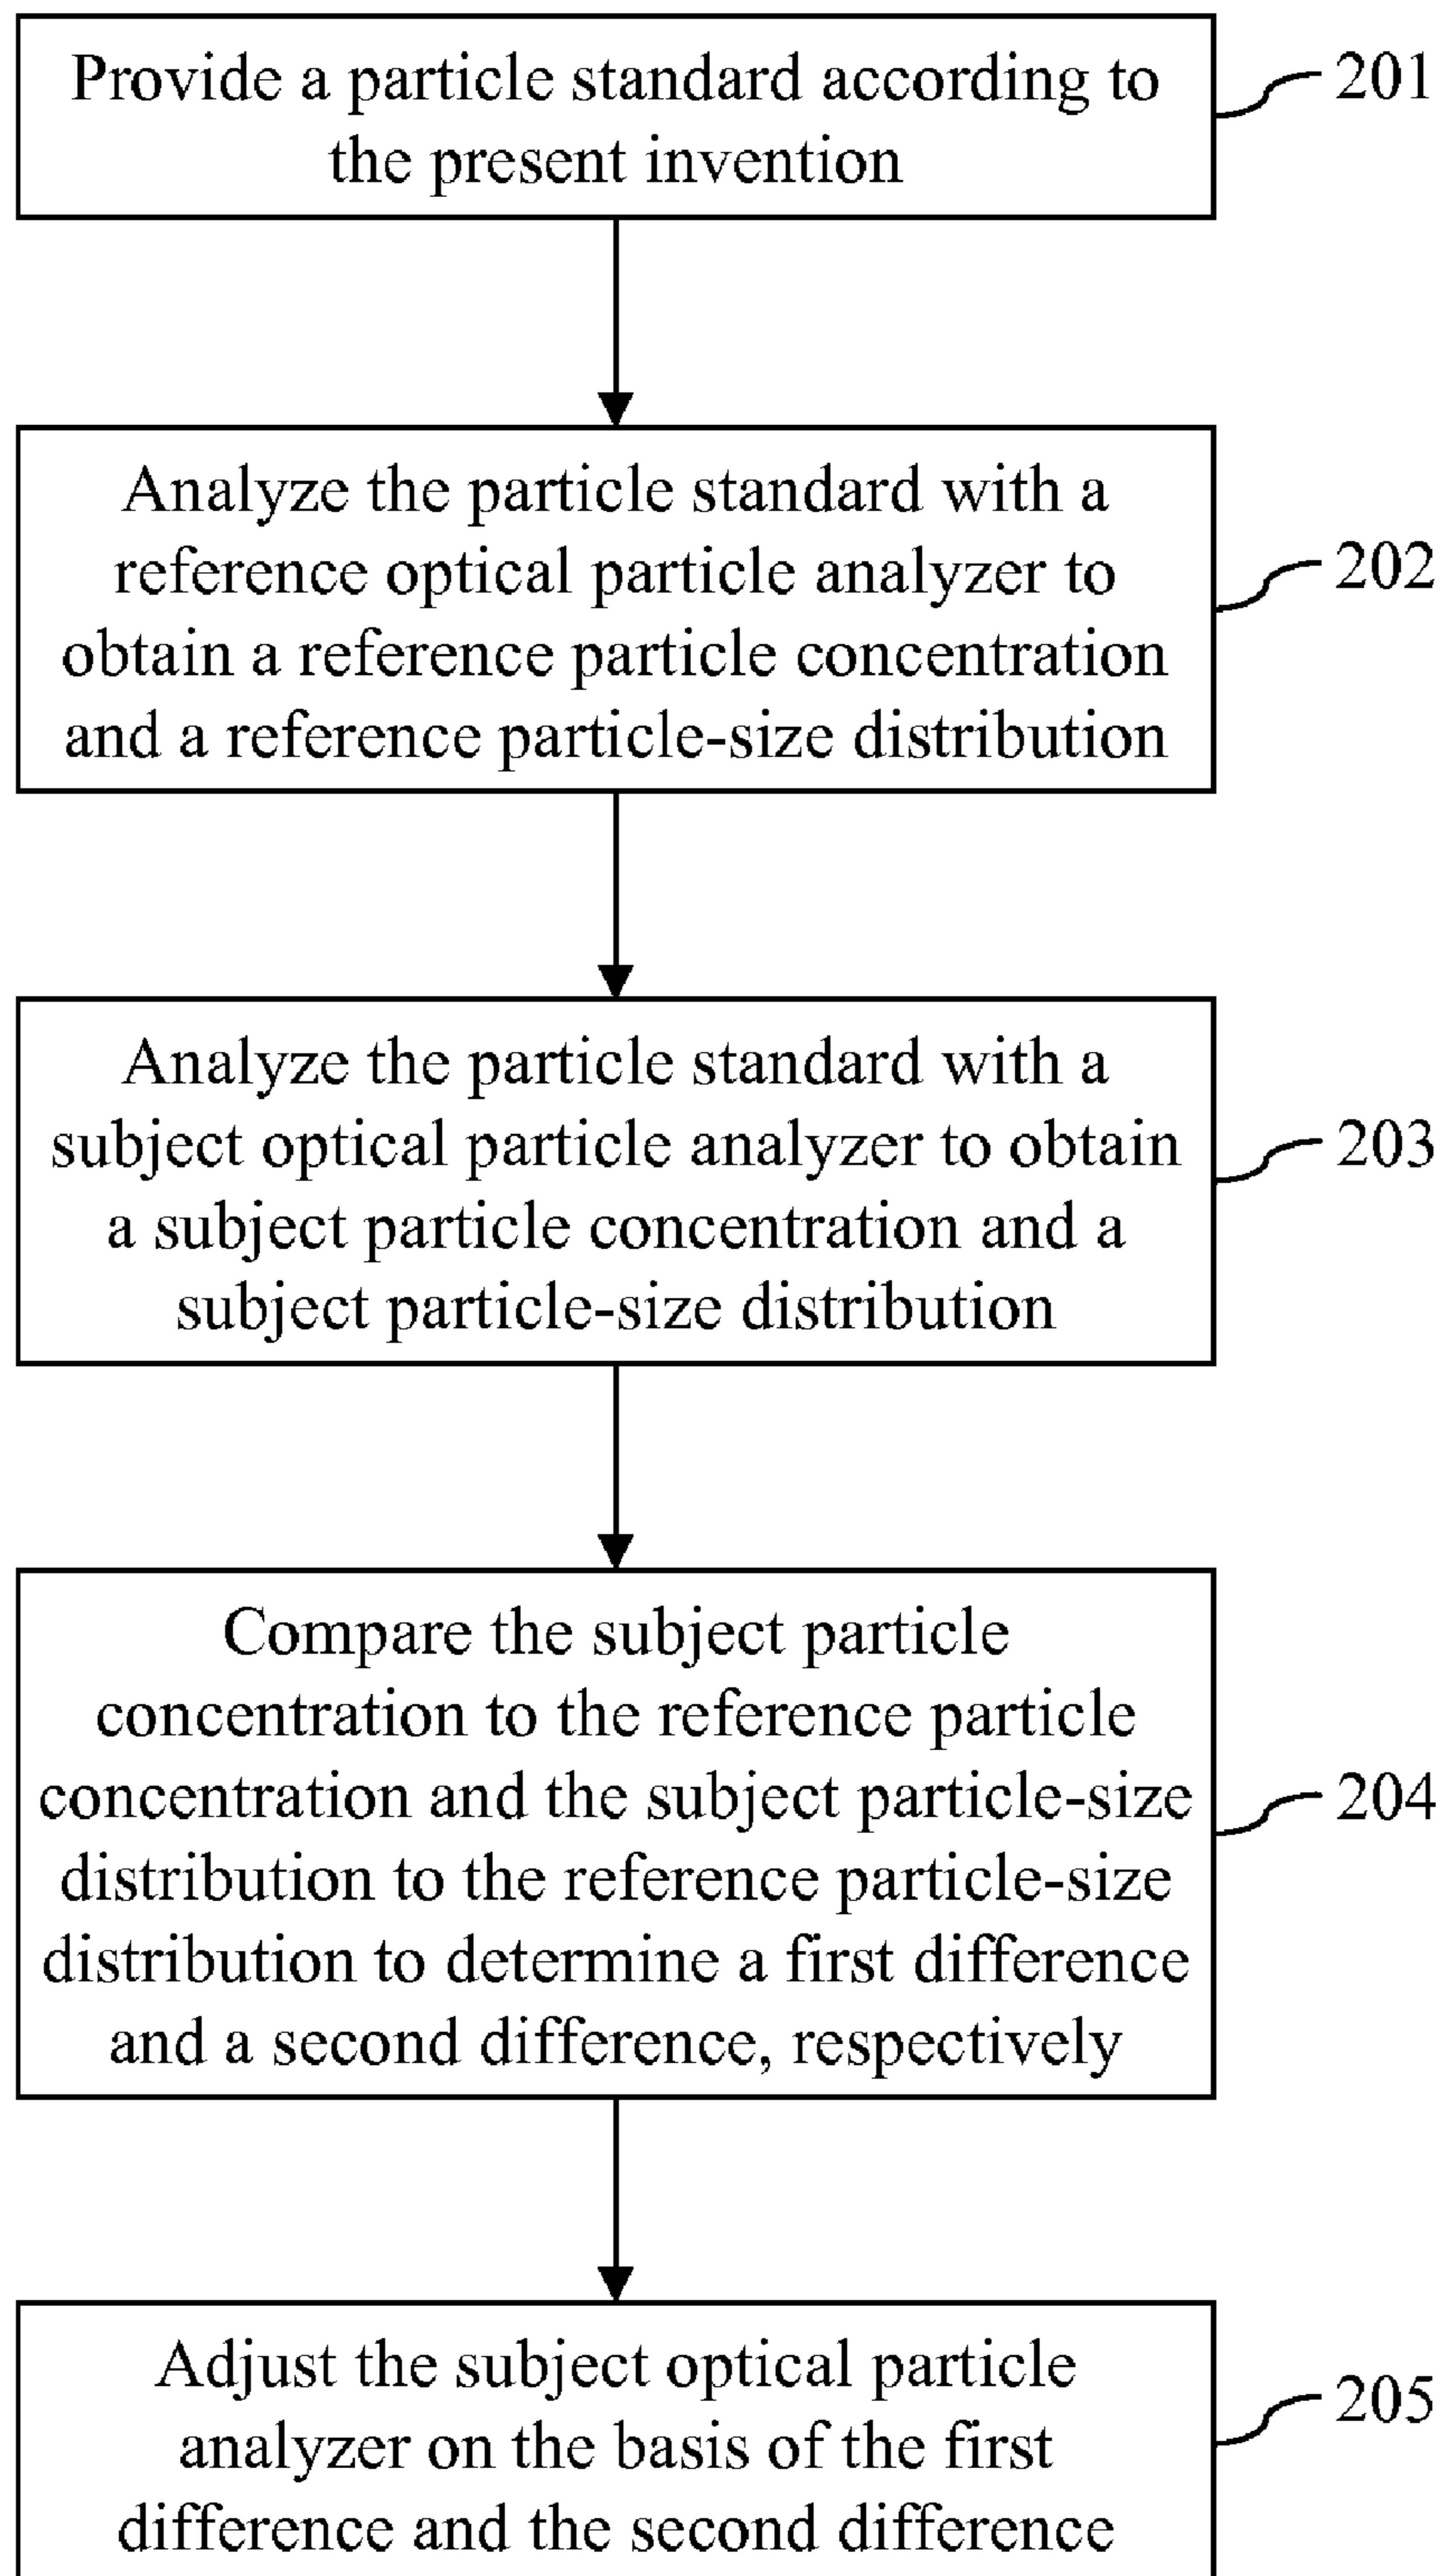 Provide a particle standard according to
the present invention
201
Analyze the particle standard with a
reference optical particle analyzer to
obtain a reference particle concentration
and a reference particle-size distribution
202
Analyze the particle standard with a
subject optical particle analyzer to obtain
a subject particle concentration and a
subject particle-size distribution
203
Compare the subject particle
concentration to the reference particle
concentration and the subject particle-size
distribution to the reference particle-size
distribution to determine a first difference
and a second difference, respectively
204
Adjust the subject optical particle
analyzer on the basis of the first
difference and the second difference
205